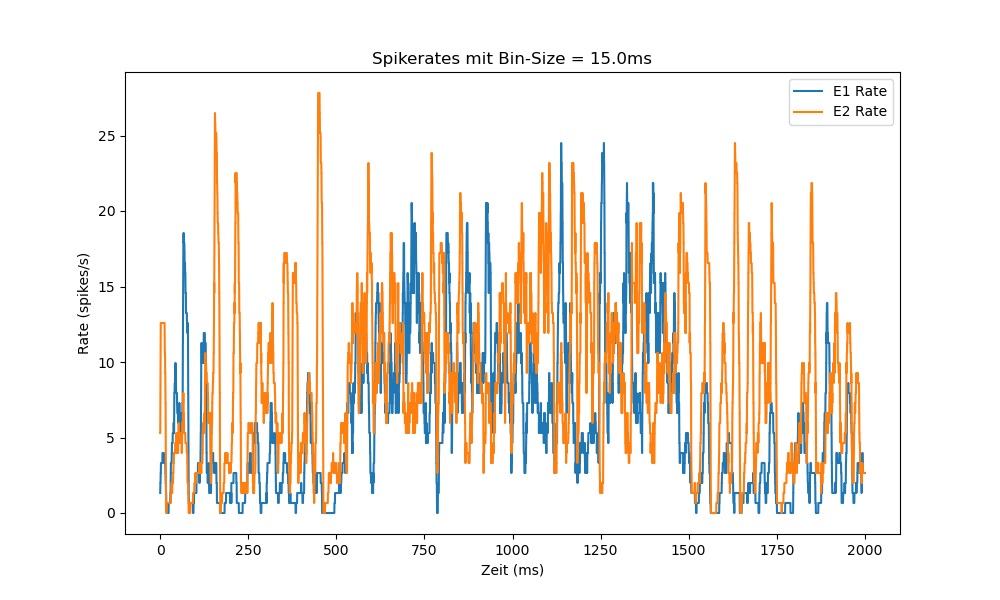 Spikerates mit Bin-Size = 15.0ms
E1 Rate
E2 Rate
Rate (spikes/s)
25
20
15
10
5
0
0 250 500 750 1000 1250 1500 1750 2000
Zeit (ms)